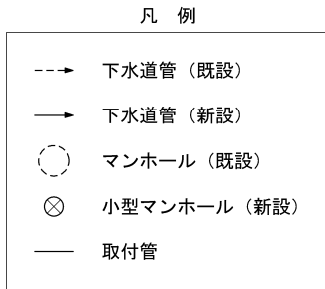 凡 例
下水道管（既設）
下水道管（新設）
マンホール（既設）
小型マンホール（新設）
取付管